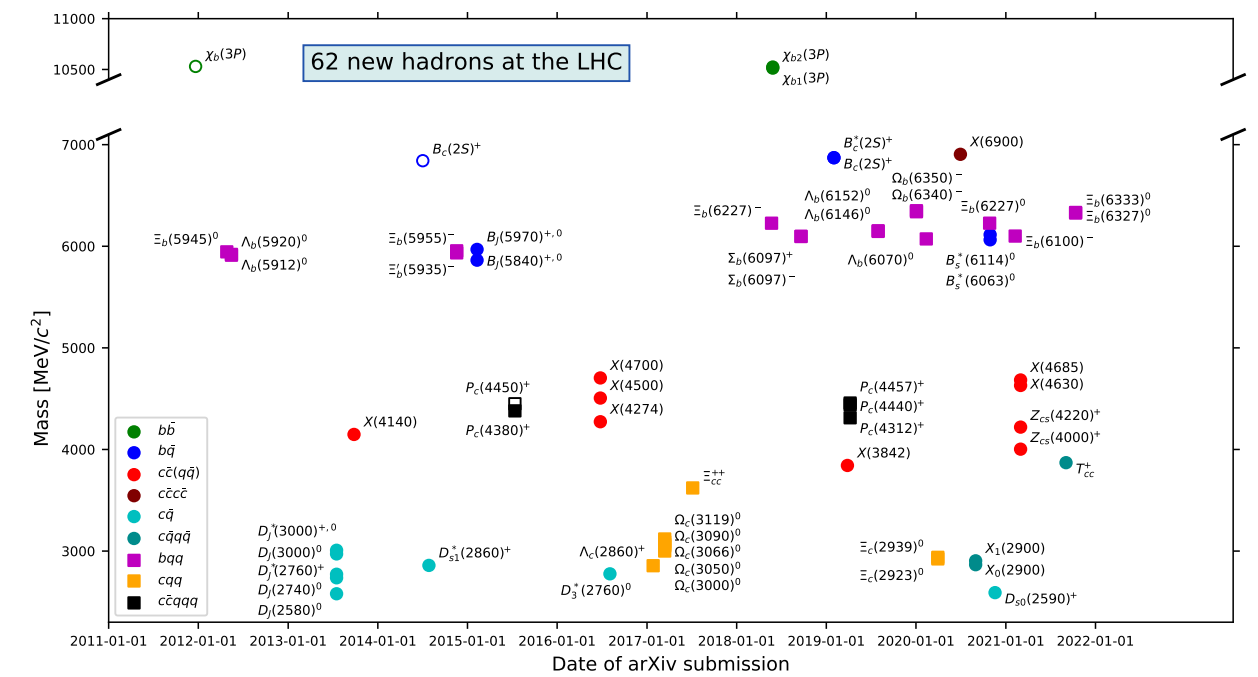 62 new hadrons at the LHC
11000
10500
7000
6000
5000
4000
3000
Mass [MeV/c²]
χb(3P)
χb2(3P)
χb1(3P)
Bc(2S)⁺
Bc*(2S)⁺
Bc(2S)⁺
X(6900)
Ωb(6350)⁻
Ωb(6340)⁻
Λb(6152)⁰
Λb(6146)⁰
Ξb(6227)⁻
Ξb(6227)⁰
Ξb(6333)⁰
Ξb(6327)⁰
Ξb(5945)⁰
Λb(5920)⁰
Λb(5912)⁰
Ξb(5955)⁻
Ξb′(5935)⁻
BJ(5970)⁺,⁰
BJ(5840)⁺,⁰
Σb(6097)⁺
Σb(6097)⁻
Λb(6070)⁰
Ξb(6100)⁻
Bs*(6114)⁰
Bs*(6063)⁰
X(4700)
X(4500)
X(4274)
Pc(4450)⁺
Pc(4380)⁺
X(4140)
Pc(4457)⁺
Pc(4440)⁺
Pc(4312)⁺
X(3842)
X(4685)
X(4630)
Zcs(4220)⁺
Zcs(4000)⁺
Tcc⁺
Ξcc⁺⁺
Ωc(3119)⁰
Ωc(3090)⁰
Ωc(3066)⁰
Ωc(3050)⁰
Ωc(3000)⁰
Λc(2860)⁺
D3*(2760)⁰
Ds1*(2860)⁺
DJ*(3000)⁺,⁰
DJ(3000)⁰
DJ*(2760)⁺
DJ(2740)⁰
DJ(2580)⁰
Ξc(2939)⁰
Ξc(2923)⁰
X1(2900)
X0(2900)
Ds0(2590)⁺
bb̄
bq̄
cc̄(qq̄)
cc̄cc̄
cq̄
cq̄qq̄
bqq
cqq
cc̄qqq
2011-01-01 2012-01-01 2013-01-01 2014-01-01 2015-01-01 2016-01-01 2017-01-01 2018-01-01 2019-01-01 2020-01-01 2021-01-01 2022-01-01
Date of arXiv submission